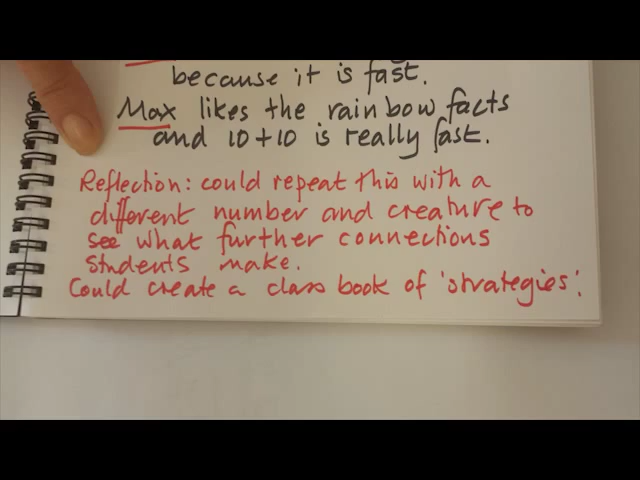 because it is fast.
Max likes the rainbow facts
and 10+10 is really fast.
Reflection: could repeat this with a
different number and creature to
see what further connections
students make.
Could create a class book of 'strategies'.